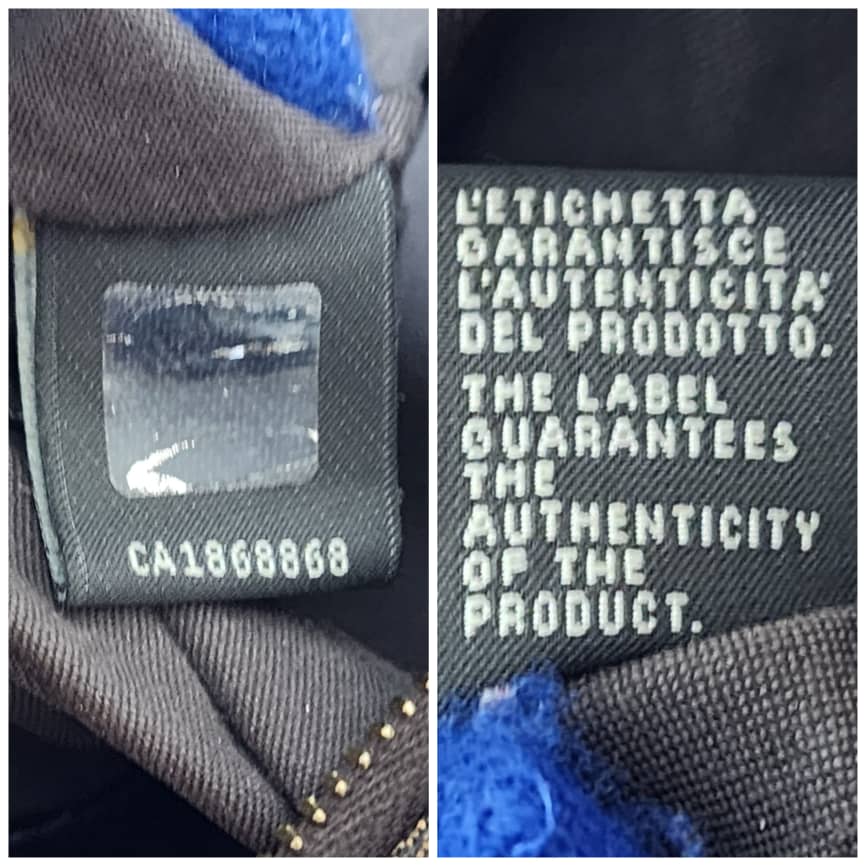 CA1868868
L'ETICHETTA
GARANTISCE
L'AUTENTICITA'
DEL PRODOTTO.
THE LABEL
GUARANTEES
THE
AUTHENTICITY
OF THE
PRODUCT.